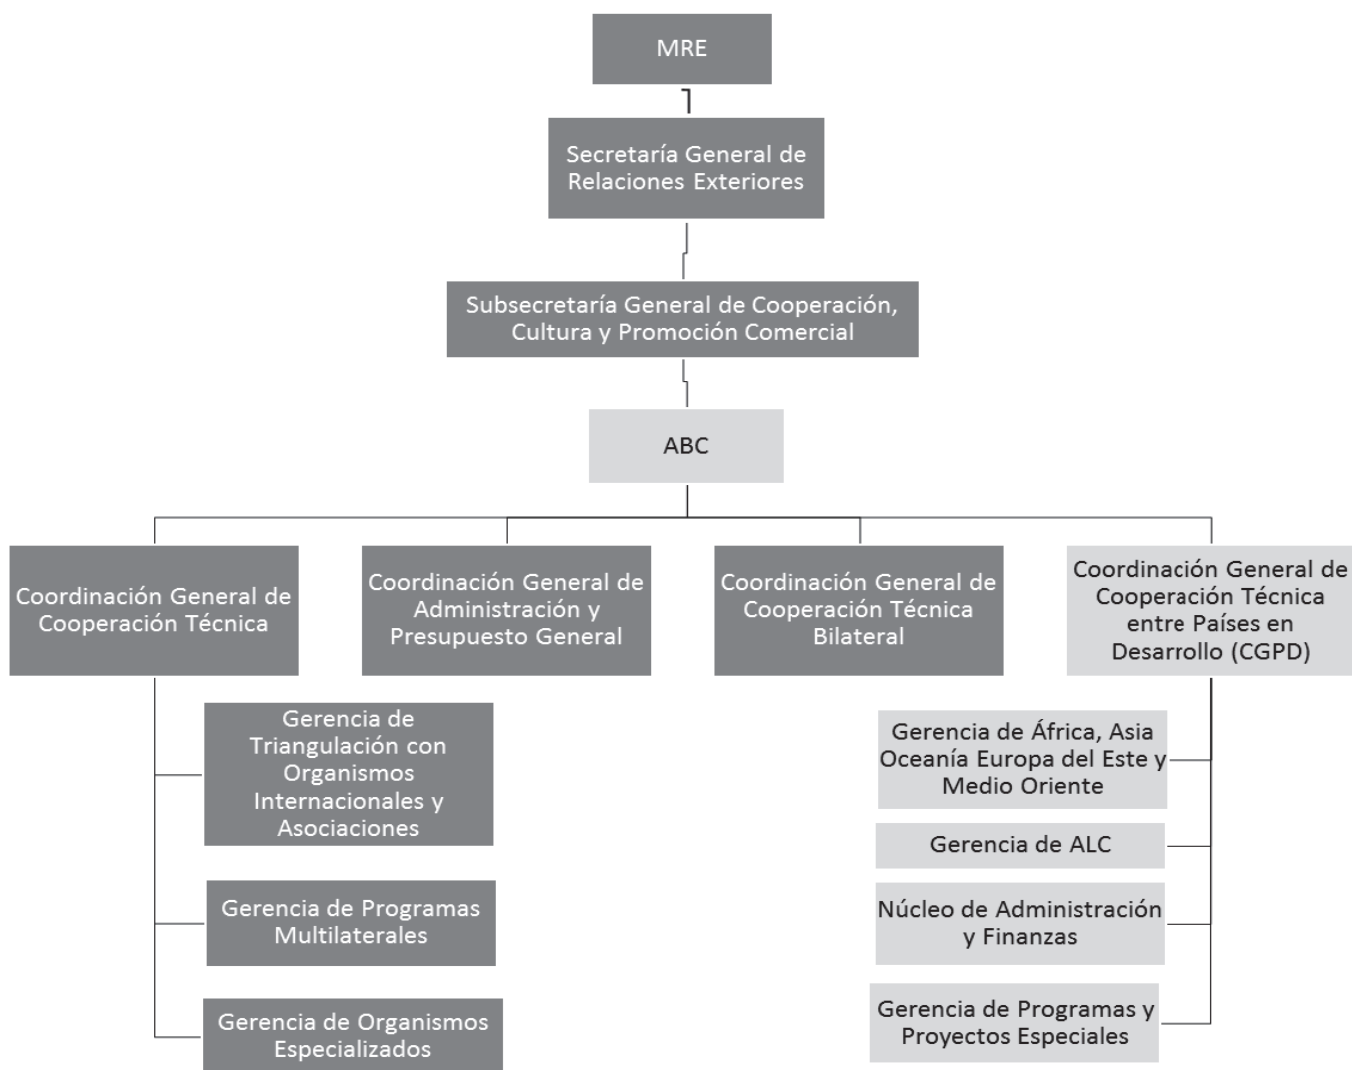 MRE
Secretaría General de
Relaciones Exteriores
Subsecretaría General de Cooperación,
Cultura y Promoción Comercial
ABC
Coordinación General de
Cooperación Técnica
Coordinación General de
Administración y
Presupuesto General
Coordinación General de
Cooperación Técnica
Bilateral
Coordinación General de
Cooperación Técnica
entre Países en
Desarrollo (CGPD)
Gerencia de
Triangulación con
Organismos
Internacionales y
Asociaciones
Gerencia de Programas
Multilaterales
Gerencia de Organismos
Especializados
Gerencia de África, Asia
Oceanía Europa del Este y
Medio Oriente
Gerencia de ALC
Núcleo de Administración
y Finanzas
Gerencia de Programas y
Proyectos Especiales